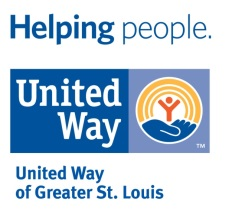 Helping people.
United
Way
TM
United Way
of Greater St. Louis